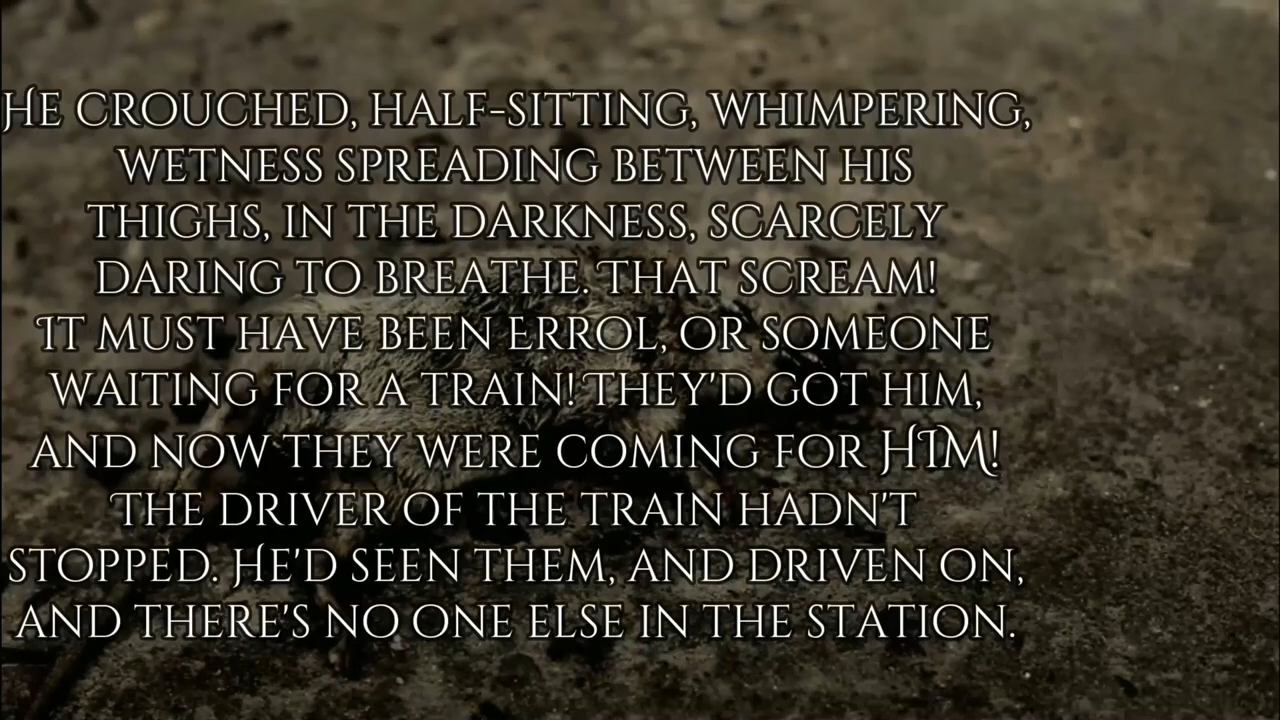 He crouched, half-sitting, whimpering,
wetness spreading between his
thighs, in the darkness, scarcely
daring to breathe. That scream!
It must have been Errol, or someone
waiting for a train! They'd got him,
and now they were coming for HIM!
The driver of the train hadn't
stopped. He'd seen them, and driven on,
and there's no one else in the station.